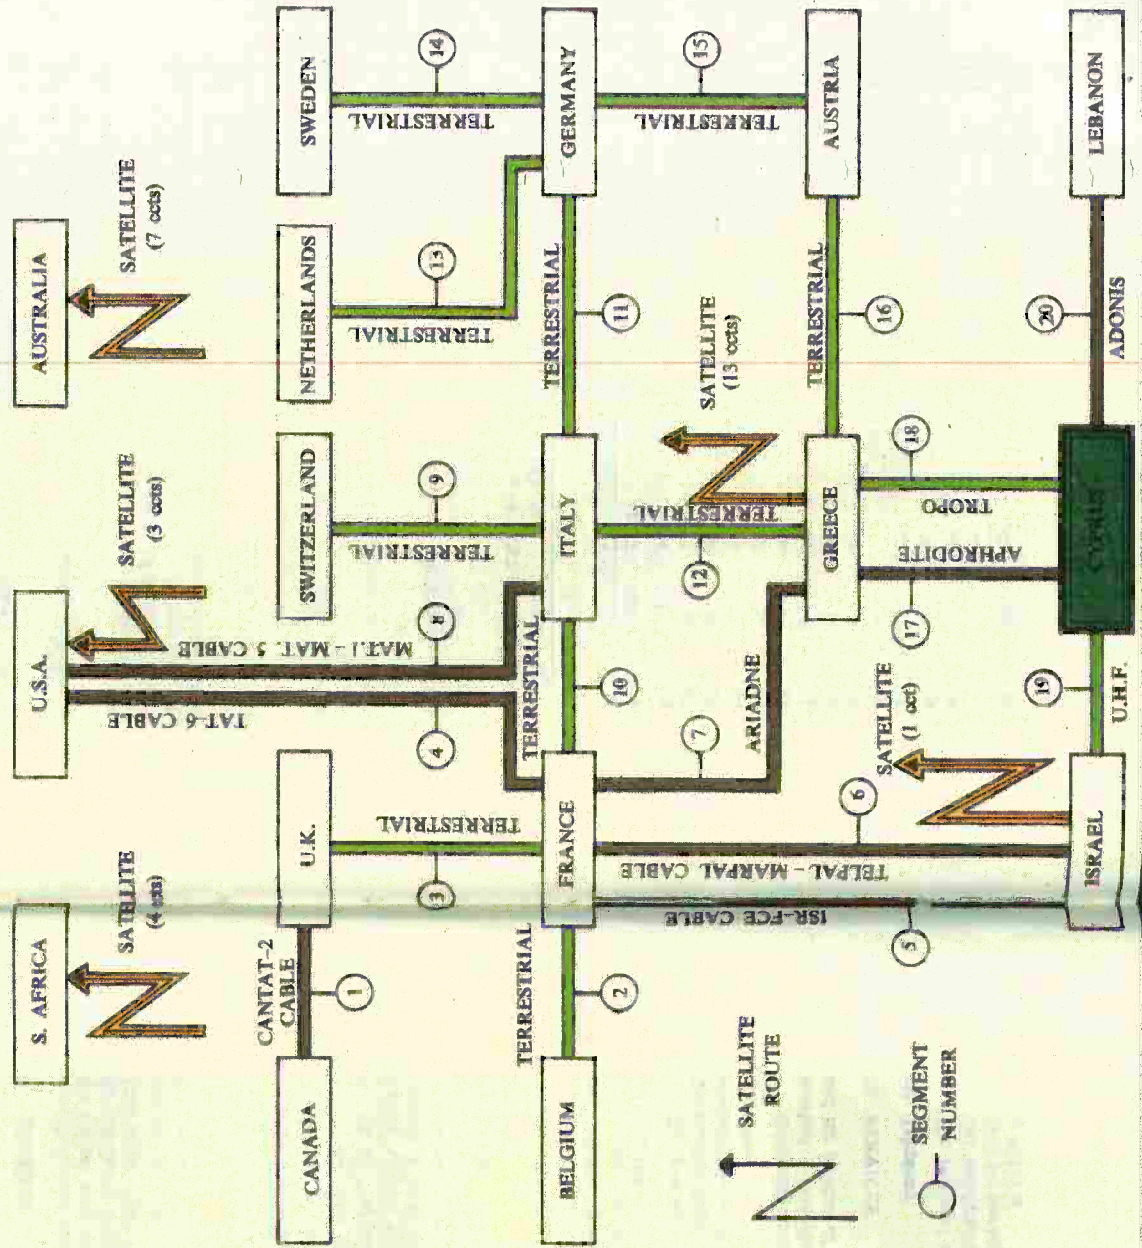 S. AFRICA
U.S.A.
AUSTRALIA
SATELLITE
(3 ccts)
SATELLITE
(7 ccts)
CANADA
CANTAT-2
CABLE
1
U.K.
SWITZERLAND
NETHERLANDS
SWEDEN
SATELLITE
TERRESTRIAL
3
TAT-6 CABLE
4
MAT.1 - MAT. 5 CABLE
8
TERRESTRIAL
9
TERRESTRIAL
13
TERRESTRIAL
14
BELGIUM
TERRESTRIAL
2
FRANCE
TERRESTRIAL
10
ITALY
TERRESTRIAL
11
GERMANY
ISR-FCE CABLE
5
TELPAL - MARPAL CABLE
6
ARIADNE
7
TERRESTRIAL
12
SATELLITE
(13 ccts)
TERRESTRIAL
15
GREECE
TERRESTRIAL
16
AUSTRIA
SATELLITE
(1 cct)
APHRODITE
17
TROPO
18
ISRAEL
U.H.F.
19
CYPRUS
ADONIS
20
LEBANON
SATELLITE
ROUTE
SEGMENT
NUMBER